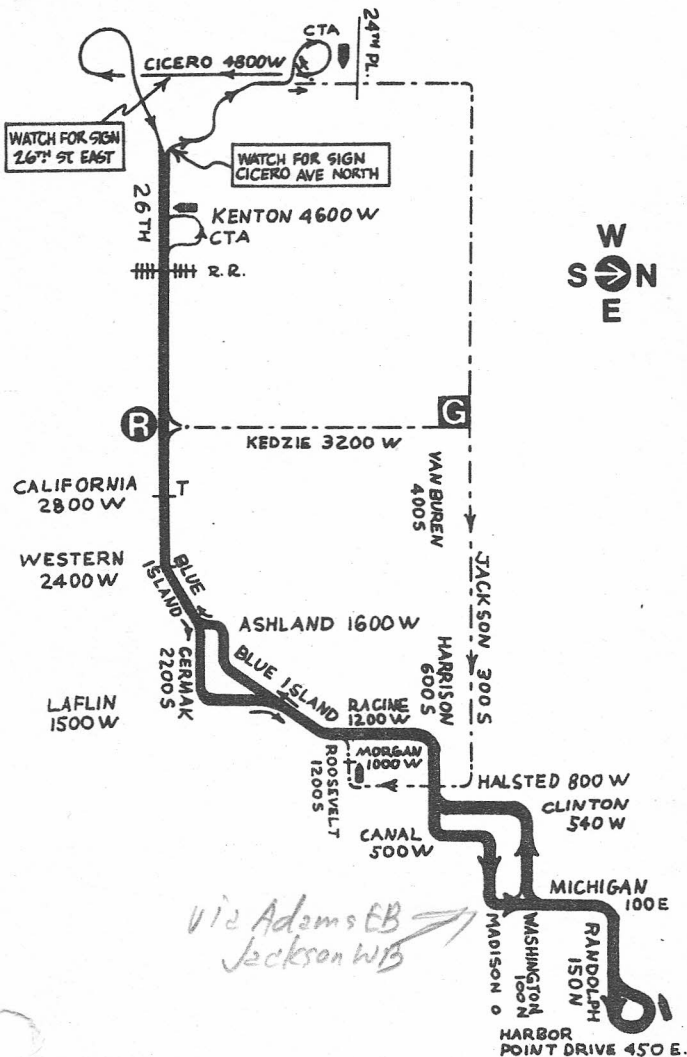 CTA
24TH PL.
CICERO 4800W
WATCH FOR SIGN
26TH ST EAST
WATCH FOR SIGN
CICERO AVE NORTH
26TH
KENTON 4600 W
CTA
R.R.
W
S N
E
R
G
KEDZIE 3200 W
CALIFORNIA
2800 W
T
VAN BUREN
400 S
WESTERN
2400W
BLUE
ISLAND
ASHLAND 1600 W
JACKSON 300 S
CERMAK
2200 S
BLUE ISLAND
HARRISON
600 S
LAFLIN
1500 W
RACINE
1200 W
MORGAN
1000 W
ROOSEVELT
1200 S
HALSTED 800 W
CLINTON
540 W
CANAL
500 W
MICHIGAN
100 E
Via Adams EB
Jackson WB
MADISON 0
WASHINGTON
100 N
RANDOLPH
150 N
HARBOR
POINT DRIVE 450 E.